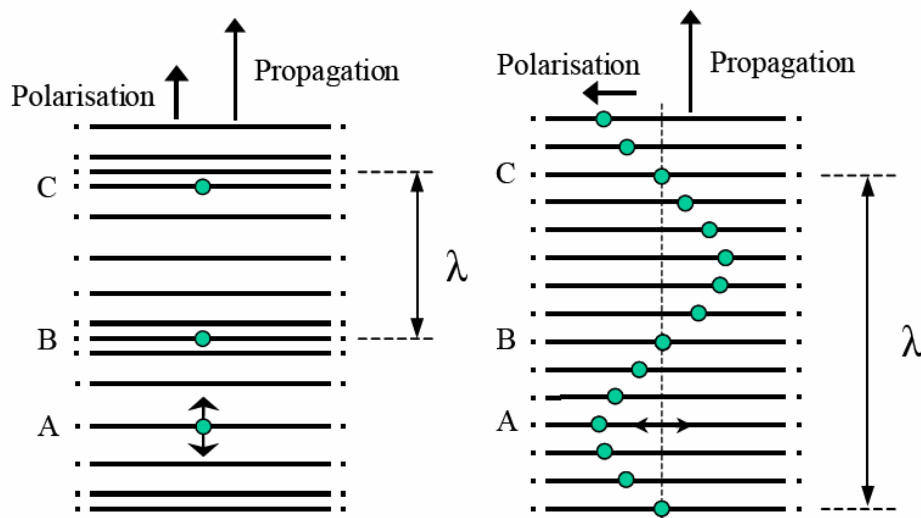 Propagation
Polarisation
C
B
A
λ
Propagation
Polarisation
C
B
A
λ